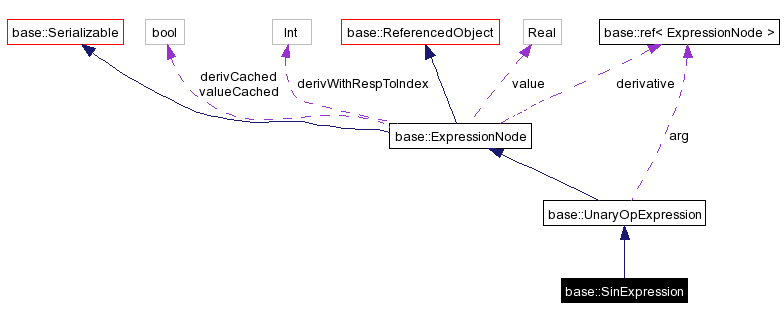 base::Serializable
bool
Int
base::ReferencedObject
Real
base::ref< ExpressionNode >
derivCached
valueCached
derivWithRespToIndex
value
derivative
base::ExpressionNode
arg
base::UnaryOpExpression
base::SinExpression